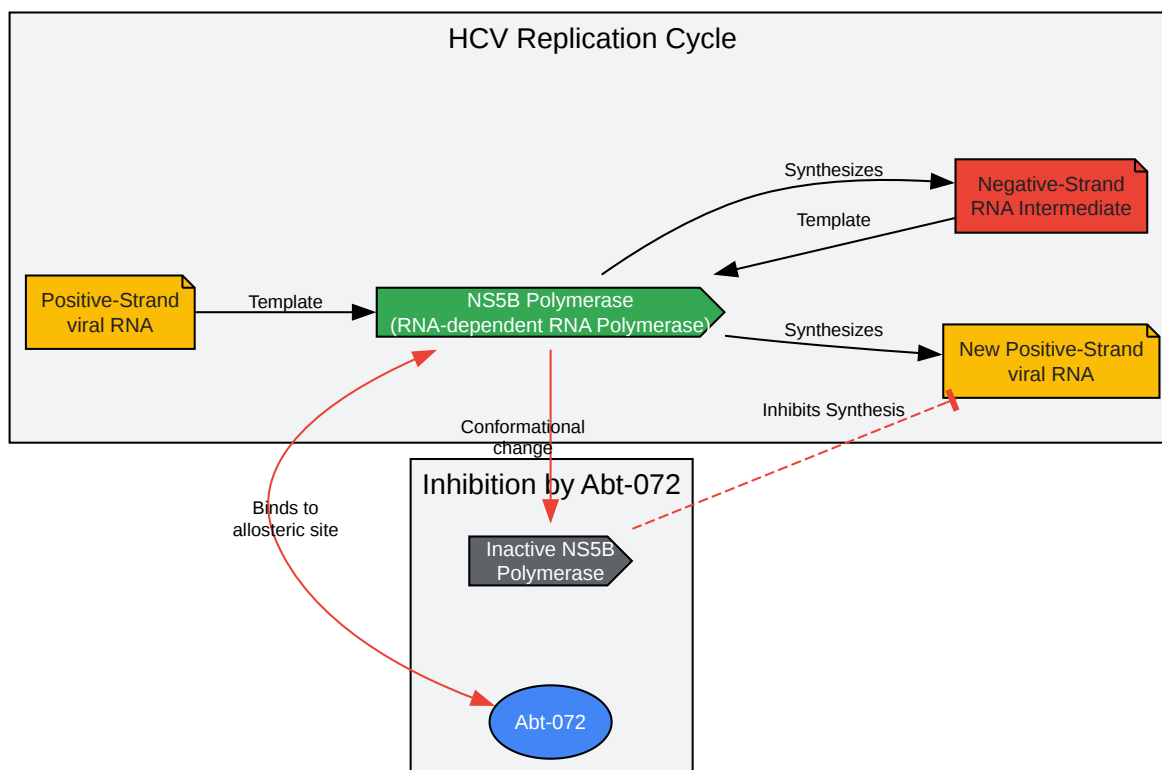 HCV Replication Cycle
Synthesizes
Negative-Strand
RNA Intermediate
Template
Positive-Strand
viral RNA
Template
NS5B Polymerase
(RNA-dependent RNA Polymerase)
Synthesizes
New Positive-Strand
viral RNA
Inhibits Synthesis
Conformational
change
Inhibition by Abt-072
Binds to
allosteric site
Inactive NS5B
Polymerase
Abt-072